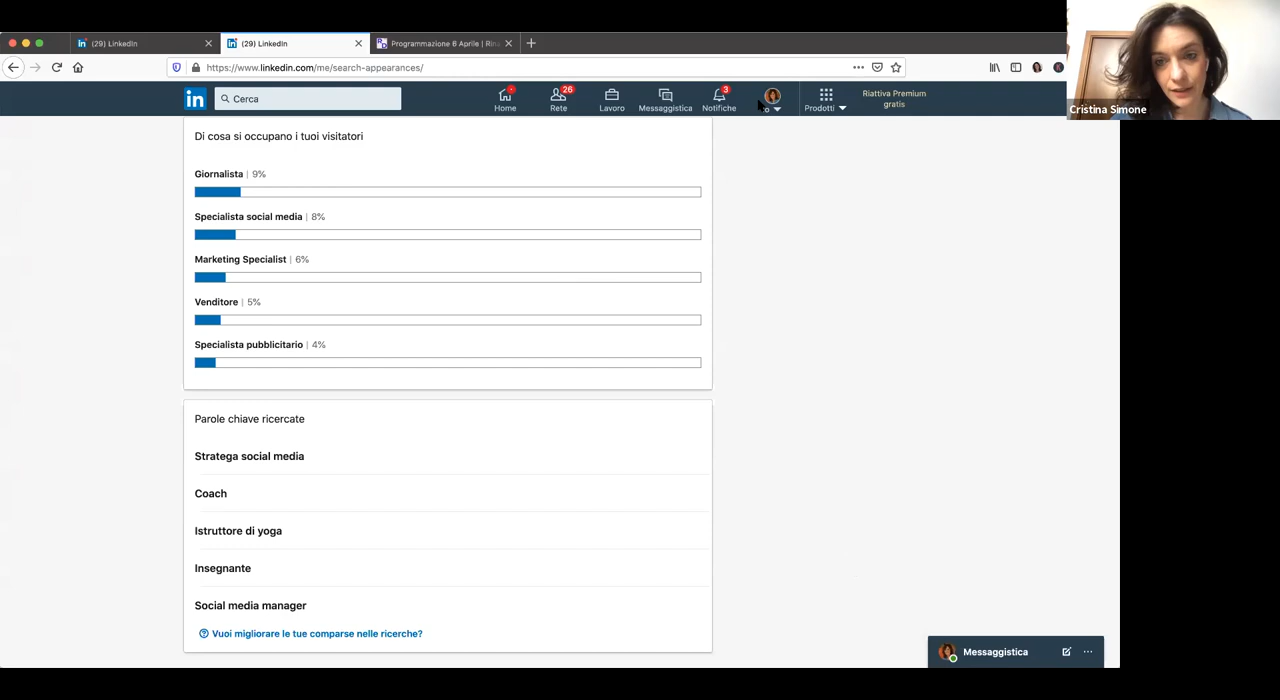 (29) LinkedIn
(29) LinkedIn
Programmazione 6 Aprile | Rina
https://www.linkedin.com/me/search-appearances/
Cristina Simone
in
Cerca
Home
26
Rete
Lavoro
Messaggistica
3
Notifiche
Prodotti
Riattiva Premium
gratis
Di cosa si occupano i tuoi visitatori
Giornalista | 9%
Specialista social media | 8%
Marketing Specialist | 6%
Venditore | 5%
Specialista pubblicitario | 4%
Parole chiave ricercate
Stratega social media
Coach
Istruttore di yoga
Insegnante
Social media manager
Vuoi migliorare le tue comparse nelle ricerche?
Messaggistica